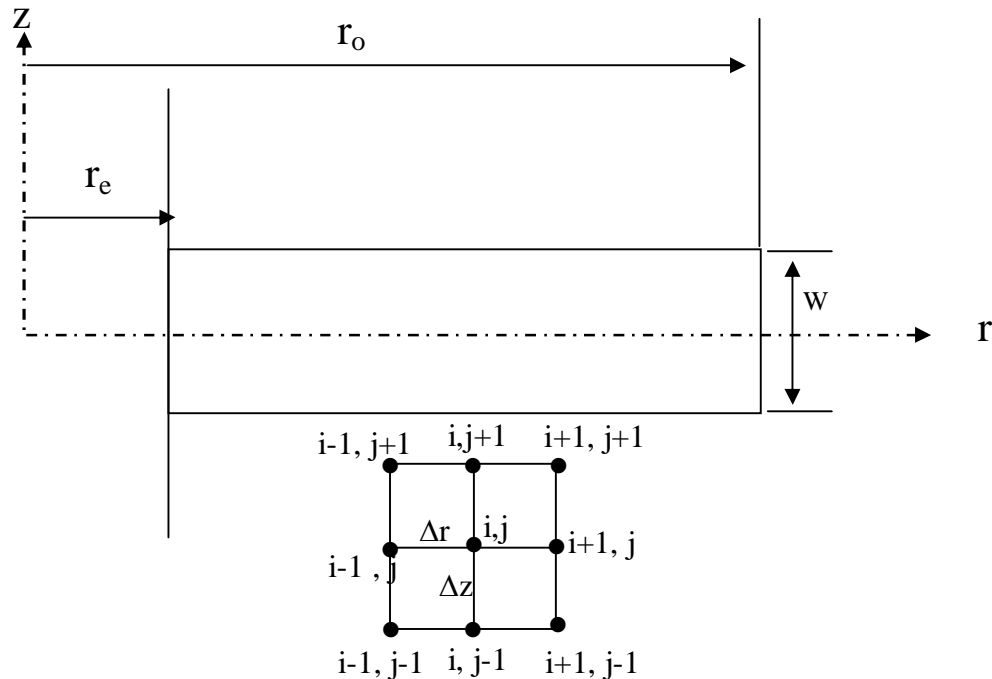 z
r_o
r_e
w
r
i-1, j+1 i,j+1 i+1, j+1
Δr i,j
i-1 , j i+1, j
Δz
i-1, j-1 i, j-1 i+1, j-1